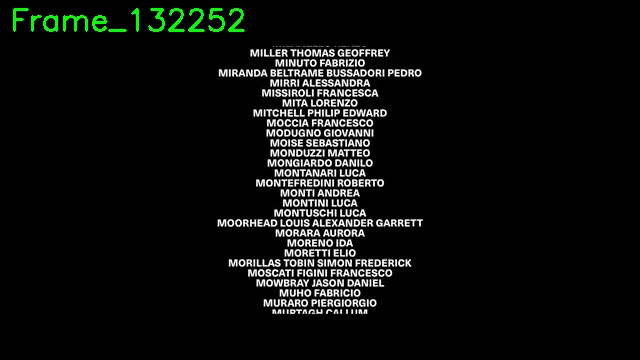 Frame_132252
MILLER THOMAS GEOFFREY
MINUTO FABRIZIO
MIRANDA BELTRAME BUSSADORI PEDRO
MIRRI ALESSANDRA
MISSIROLI FRANCESCA
MITA LORENZO
MITCHELL PHILIP EDWARD
MOCCIA FRANCESCO
MODUGNO GIOVANNI
MOISE SEBASTIANO
MONDUZZI MATTEO
MONGIARDO DANILO
MONTANARI LUCA
MONTEFREDINI ROBERTO
MONTI ANDREA
MONTINI LUCA
MONTUSCHI LUCA
MOORHEAD LOUIS ALEXANDER GARRETT
MORARA AURORA
MORENO IDA
MORETTI ELIO
MORILLAS TOBIN SIMON FREDERICK
MOSCATI FIGINI FRANCESCO
MOWBRAY JASON DANIEL
MUHO FABRICIO
MURARO PIERGIORGIO
MURTAGH CALLUM